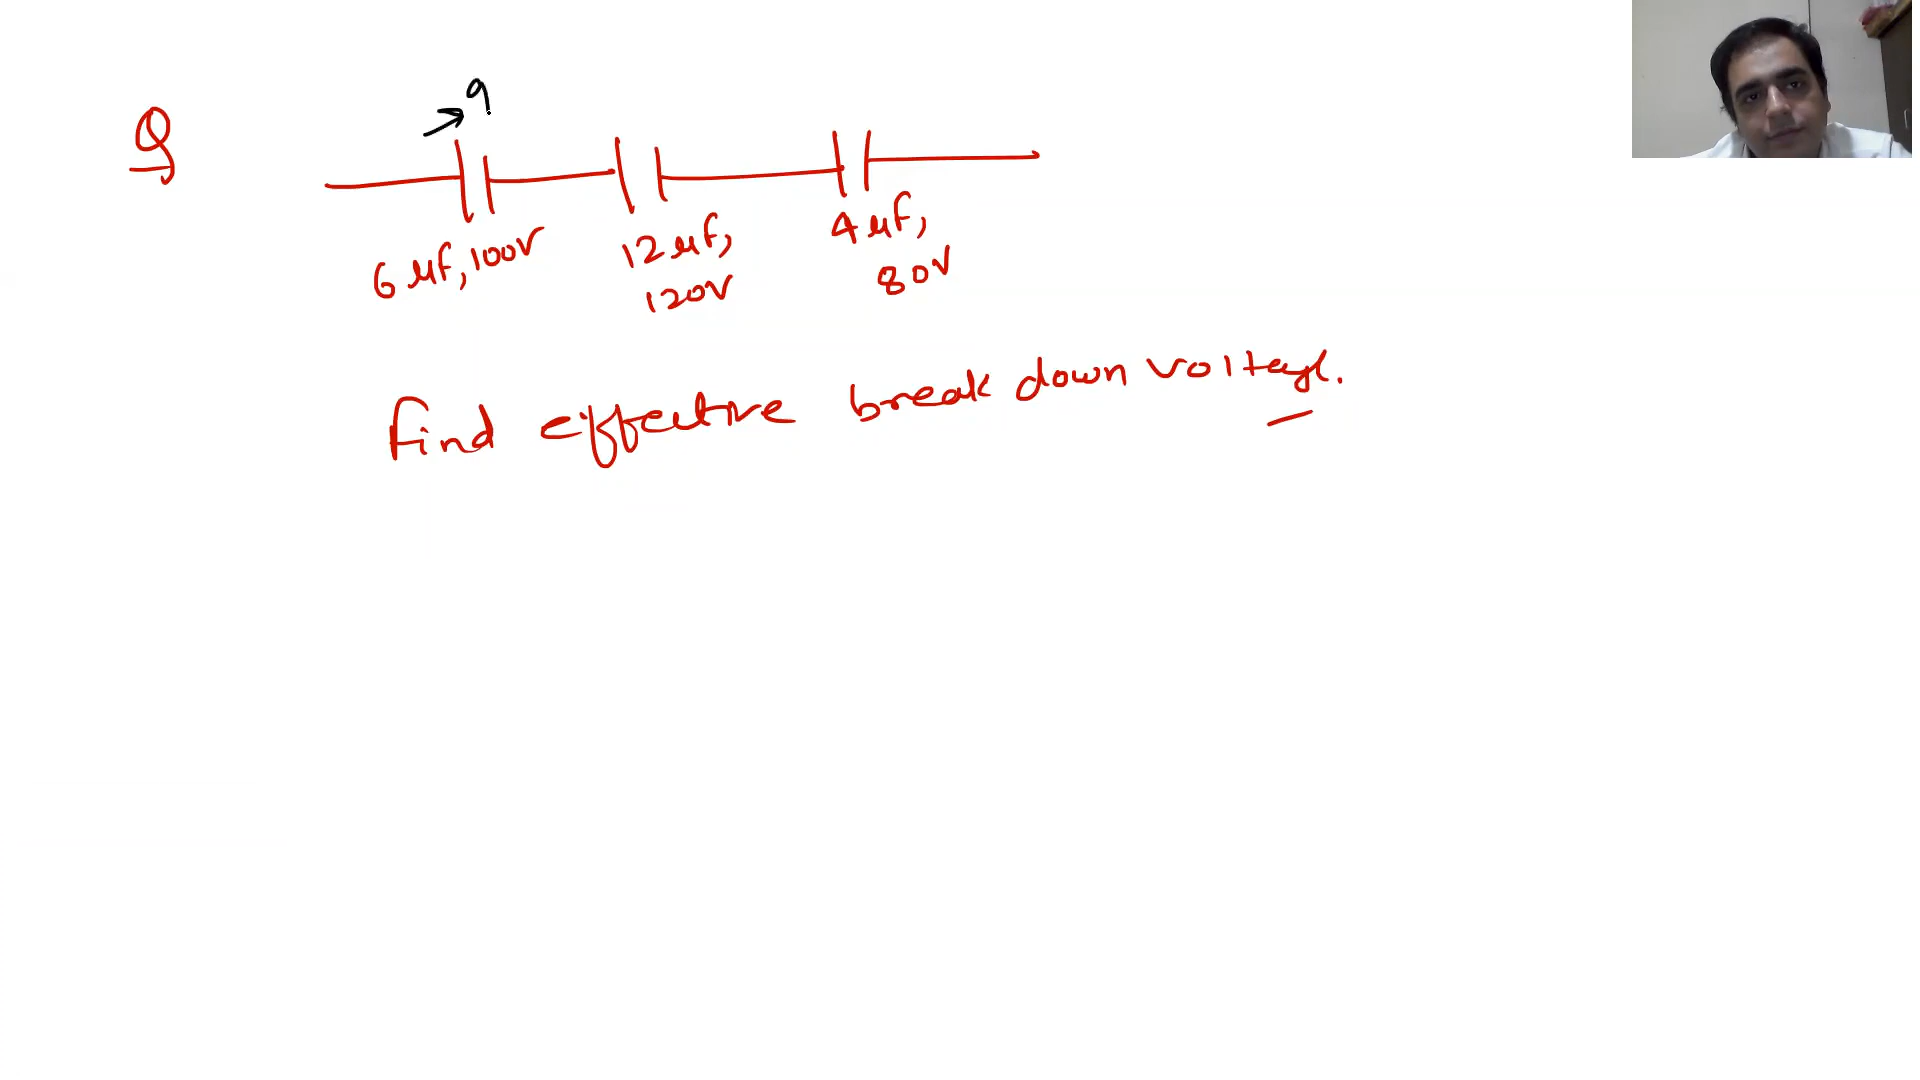 q
Q
6 μf, 100V
12 μf,
120V
4 μf,
80V
find effective break down voltage.